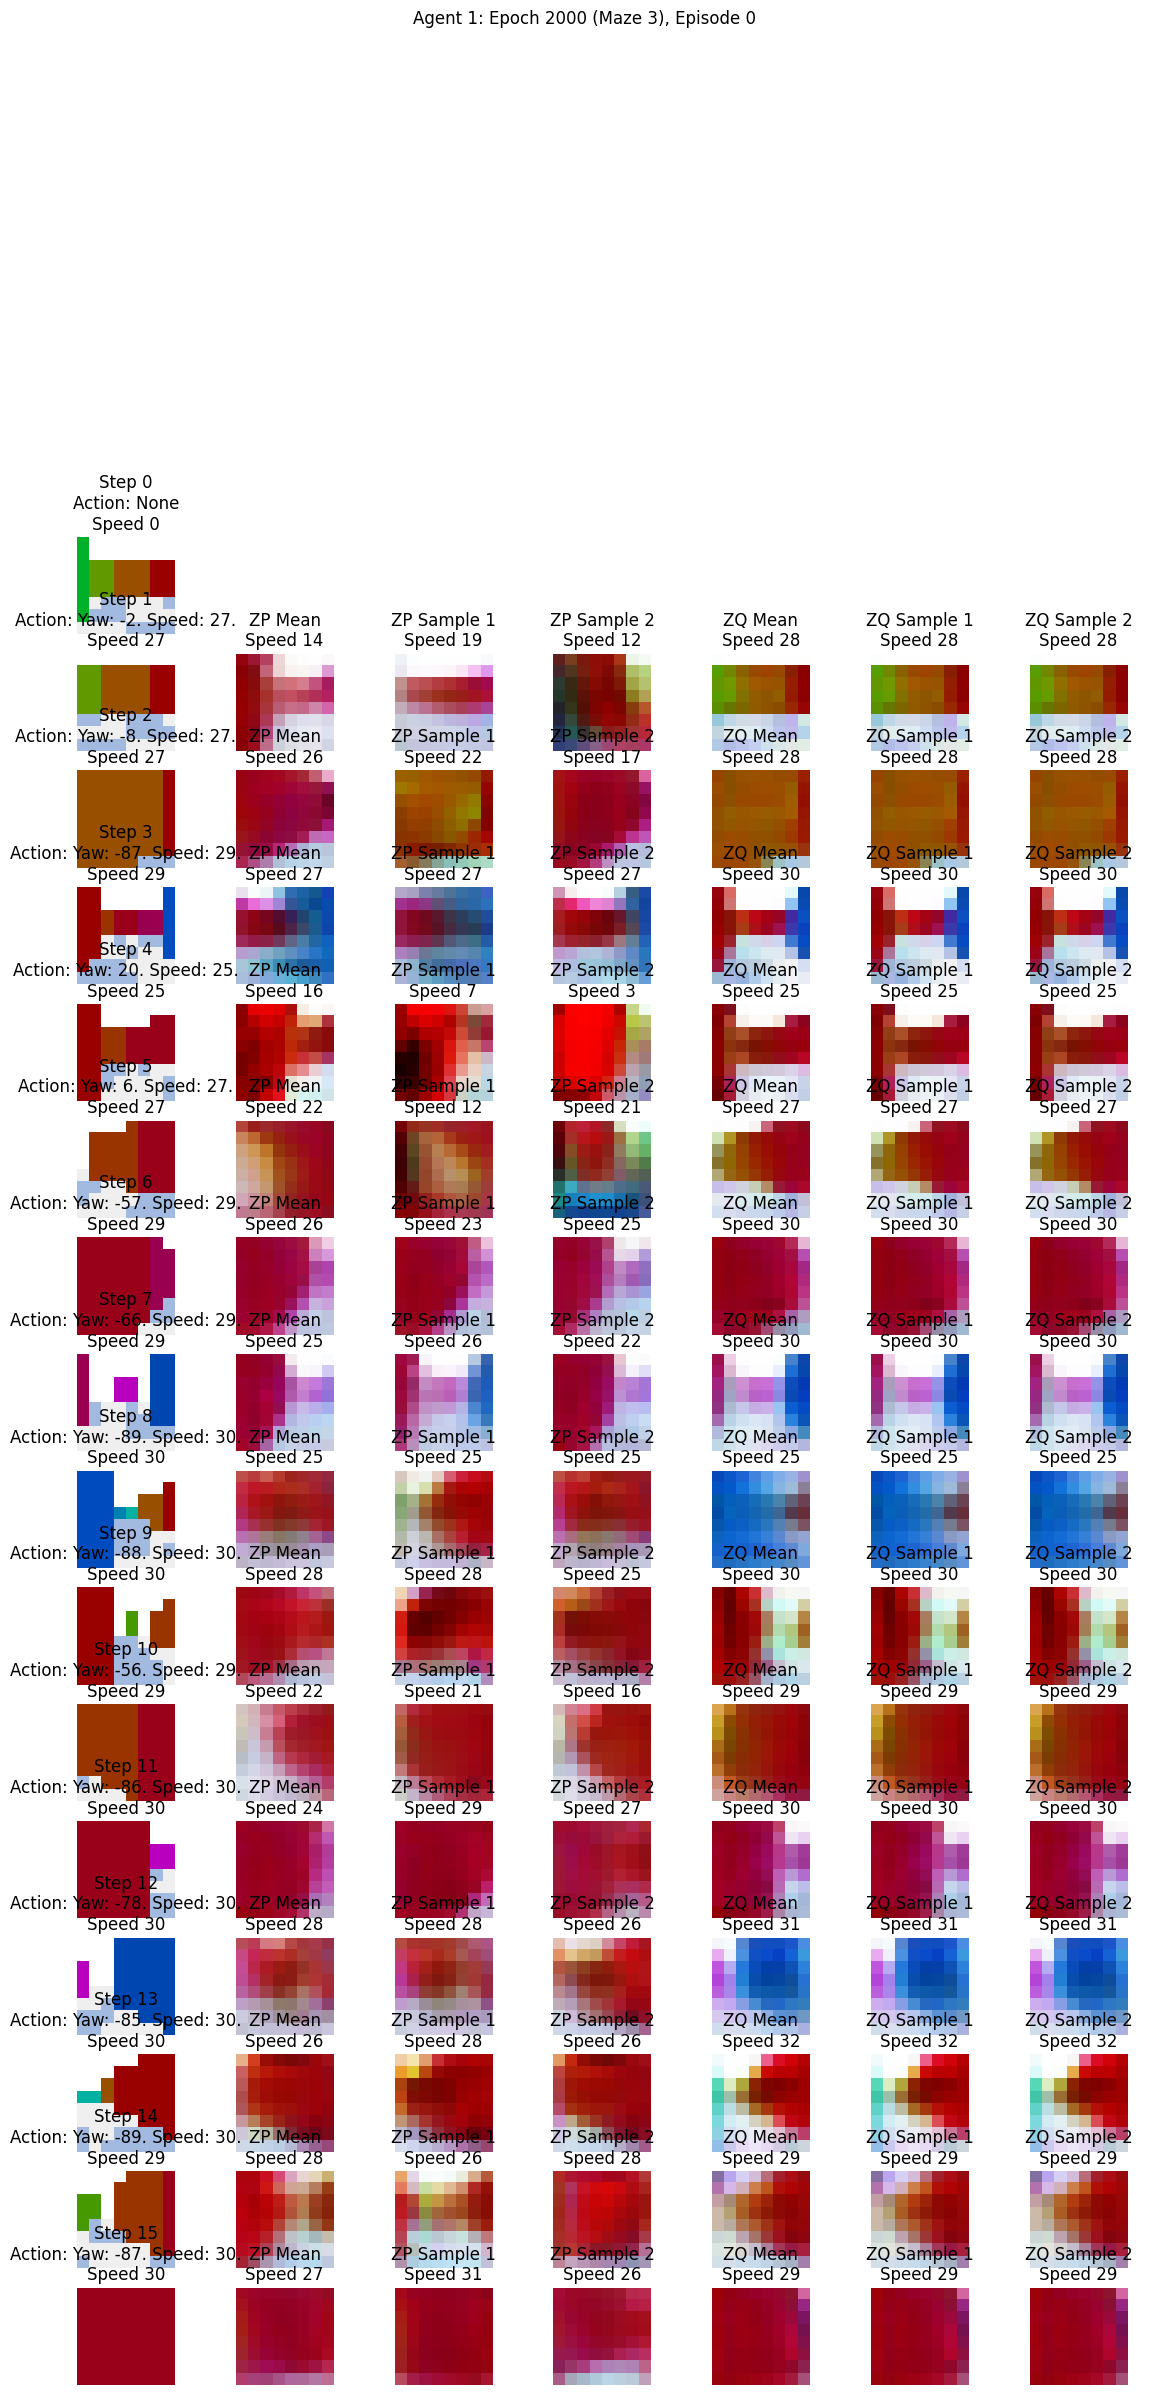 Agent 1: Epoch 2000 (Maze 3), Episode 0
Step 0
Action: None
Speed 0
Step 1
Action: Yaw: -2. Speed: 27. ZP Mean ZP Sample 1 ZP Sample 2 ZQ Mean ZQ Sample 1 ZQ Sample 2
Speed 27 Speed 14 Speed 19 Speed 12 Speed 28 Speed 28 Speed 28
Step 2
Action: Yaw: -8. Speed: 27. ZP Mean ZP Sample 1 ZP Sample 2 ZQ Mean ZQ Sample 1 ZQ Sample 2
Speed 27 Speed 26 Speed 22 Speed 17 Speed 28 Speed 28 Speed 28
Step 3
Action: Yaw: -87. Speed: 29. ZP Mean ZP Sample 1 ZP Sample 2 ZQ Mean ZQ Sample 1 ZQ Sample 2
Speed 29 Speed 27 Speed 27 Speed 27 Speed 30 Speed 30 Speed 30
Step 4
Action: Yaw: 20. Speed: 25. ZP Mean ZP Sample 1 ZP Sample 2 ZQ Mean ZQ Sample 1 ZQ Sample 2
Speed 25 Speed 16 Speed 7 Speed 3 Speed 25 Speed 25 Speed 25
Step 5
Action: Yaw: 6. Speed: 27. ZP Mean ZP Sample 1 ZP Sample 2 ZQ Mean ZQ Sample 1 ZQ Sample 2
Speed 27 Speed 22 Speed 12 Speed 21 Speed 27 Speed 27 Speed 27
Step 6
Action: Yaw: -57. Speed: 29. ZP Mean ZP Sample 1 ZP Sample 2 ZQ Mean ZQ Sample 1 ZQ Sample 2
Speed 29 Speed 26 Speed 23 Speed 25 Speed 30 Speed 30 Speed 30
Step 7
Action: Yaw: -66. Speed: 29. ZP Mean ZP Sample 1 ZP Sample 2 ZQ Mean ZQ Sample 1 ZQ Sample 2
Speed 29 Speed 25 Speed 26 Speed 22 Speed 30 Speed 30 Speed 30
Step 8
Action: Yaw: -89. Speed: 30. ZP Mean ZP Sample 1 ZP Sample 2 ZQ Mean ZQ Sample 1 ZQ Sample 2
Speed 30 Speed 25 Speed 25 Speed 25 Speed 25 Speed 25 Speed 25
Step 9
Action: Yaw: -88. Speed: 30. ZP Mean ZP Sample 1 ZP Sample 2 ZQ Mean ZQ Sample 1 ZQ Sample 2
Speed 30 Speed 28 Speed 28 Speed 25 Speed 30 Speed 30 Speed 30
Step 10
Action: Yaw: -56. Speed: 29. ZP Mean ZP Sample 1 ZP Sample 2 ZQ Mean ZQ Sample 1 ZQ Sample 2
Speed 29 Speed 22 Speed 21 Speed 16 Speed 29 Speed 29 Speed 29
Step 11
Action: Yaw: -86. Speed: 30. ZP Mean ZP Sample 1 ZP Sample 2 ZQ Mean ZQ Sample 1 ZQ Sample 2
Speed 30 Speed 24 Speed 29 Speed 27 Speed 30 Speed 30 Speed 30
Step 12
Action: Yaw: -78. Speed: 30. ZP Mean ZP Sample 1 ZP Sample 2 ZQ Mean ZQ Sample 1 ZQ Sample 2
Speed 30 Speed 28 Speed 28 Speed 26 Speed 31 Speed 31 Speed 31
Step 13
Action: Yaw: -85. Speed: 30. ZP Mean ZP Sample 1 ZP Sample 2 ZQ Mean ZQ Sample 1 ZQ Sample 2
Speed 30 Speed 26 Speed 28 Speed 26 Speed 32 Speed 32 Speed 32
Step 14
Action: Yaw: -89. Speed: 30. ZP Mean ZP Sample 1 ZP Sample 2 ZQ Mean ZQ Sample 1 ZQ Sample 2
Speed 29 Speed 28 Speed 26 Speed 28 Speed 29 Speed 29 Speed 29
Step 15
Action: Yaw: -87. Speed: 30. ZP Mean ZP Sample 1 ZP Sample 2 ZQ Mean ZQ Sample 1 ZQ Sample 2
Speed 30 Speed 27 Speed 31 Speed 26 Speed 29 Speed 29 Speed 29